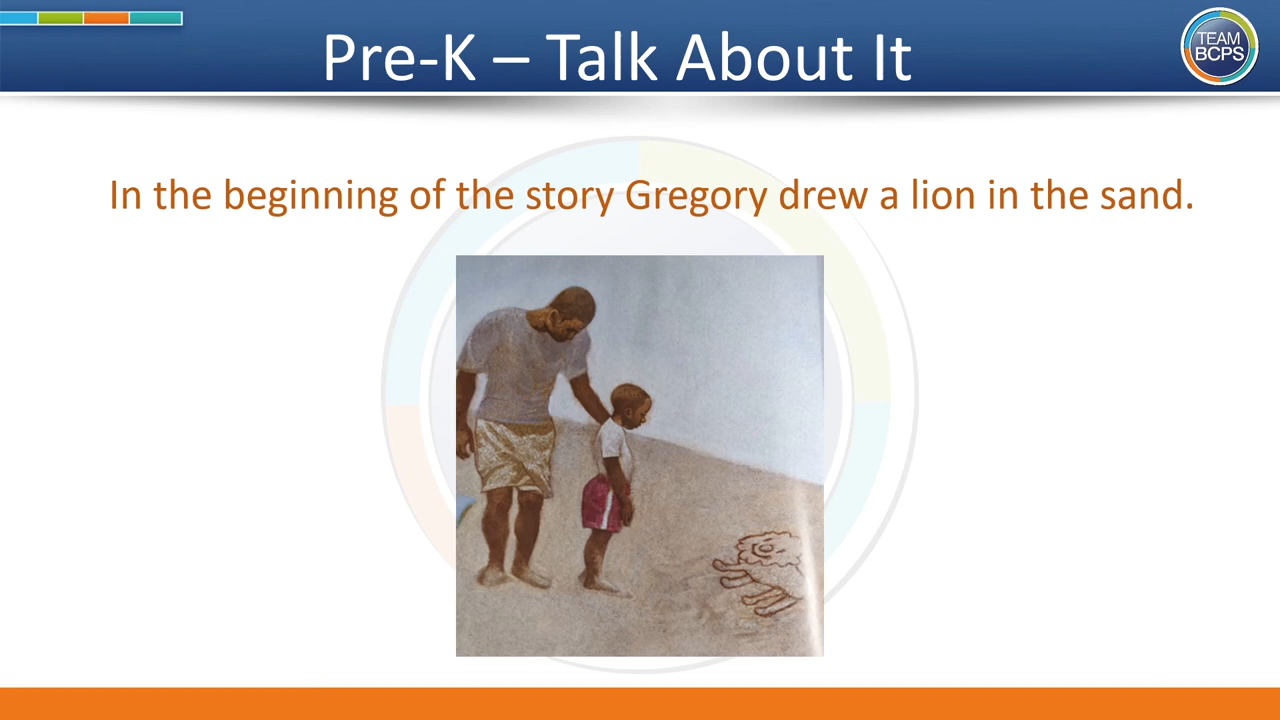 Pre-K – Talk About It
TEAM
BCPS
In the beginning of the story Gregory drew a lion in the sand.